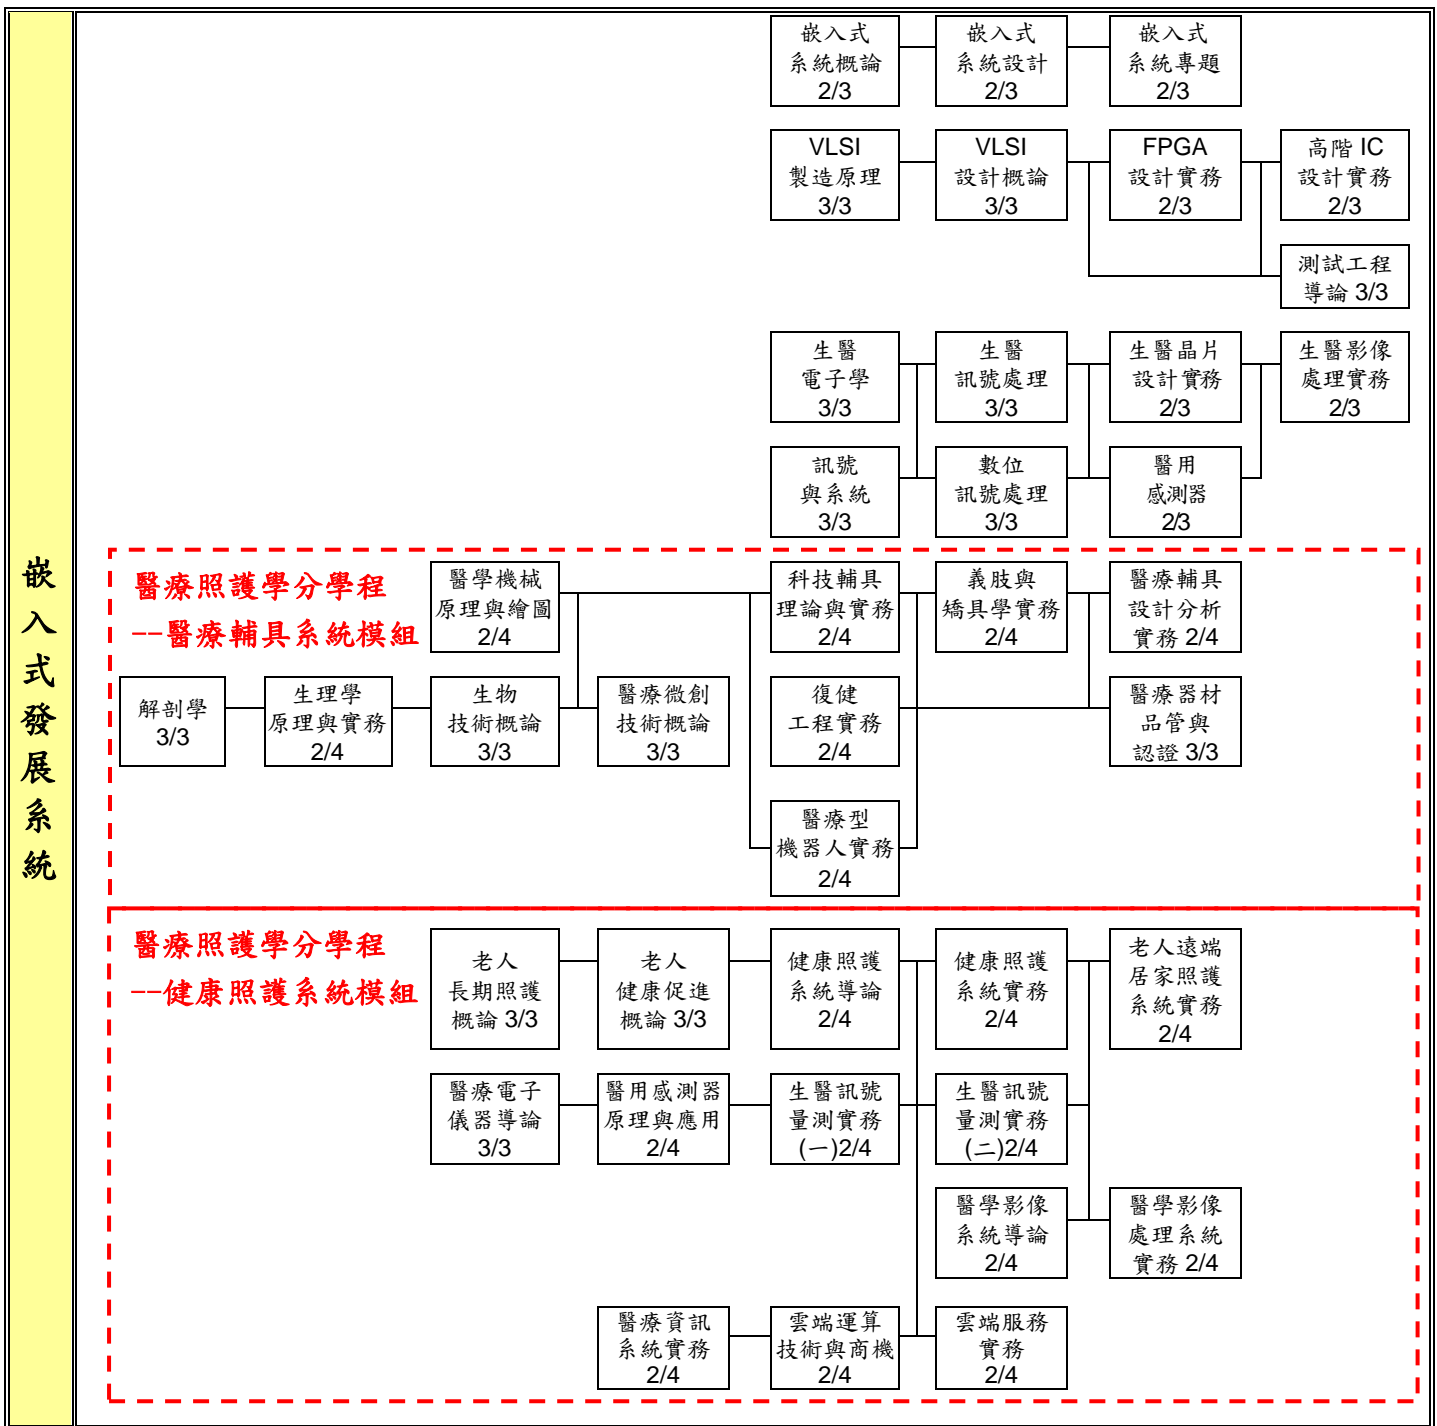 嵌入式發展系統
嵌入式
系統概論
2/3
嵌入式
系統設計
2/3
嵌入式
系統專題
2/3
VLSI
製造原理
3/3
VLSI
設計概論
3/3
FPGA
設計實務
2/3
高階 IC
設計實務
2/3
測試工程
導論 3/3
生醫
電子學
3/3
生醫
訊號處理
3/3
生醫晶片
設計實務
2/3
生醫影像
處理實務
2/3
訊號
與系統
3/3
數位
訊號處理
3/3
醫用
感測器
2/3
醫療照護學分學程
--醫療輔具系統模組
醫學機械
原理與繪圖
2/4
科技輔具
理論與實務
2/4
義肢與
矯具學實務
2/4
醫療輔具
設計分析
實務 2/4
解剖學
3/3
生理學
原理與實務
2/4
生物
技術概論
3/3
醫療微創
技術概論
3/3
復健
工程實務
2/4
醫療器材
品管與
認證 3/3
醫療型
機器人實務
2/4
醫療照護學分學程
--健康照護系統模組
老人
長期照護
概論 3/3
老人
健康促進
概論 3/3
健康照護
系統導論
2/4
健康照護
系統實務
2/4
老人遠端
居家照護
系統實務
2/4
醫療電子
儀器導論
3/3
醫用感測器
原理與應用
2/4
生醫訊號
量測實務
(一)2/4
生醫訊號
量測實務
(二)2/4
醫學影像
系統導論
2/4
醫學影像
處理系統
實務 2/4
醫療資訊
系統實務
2/4
雲端運算
技術與商機
2/4
雲端服務
實務
2/4